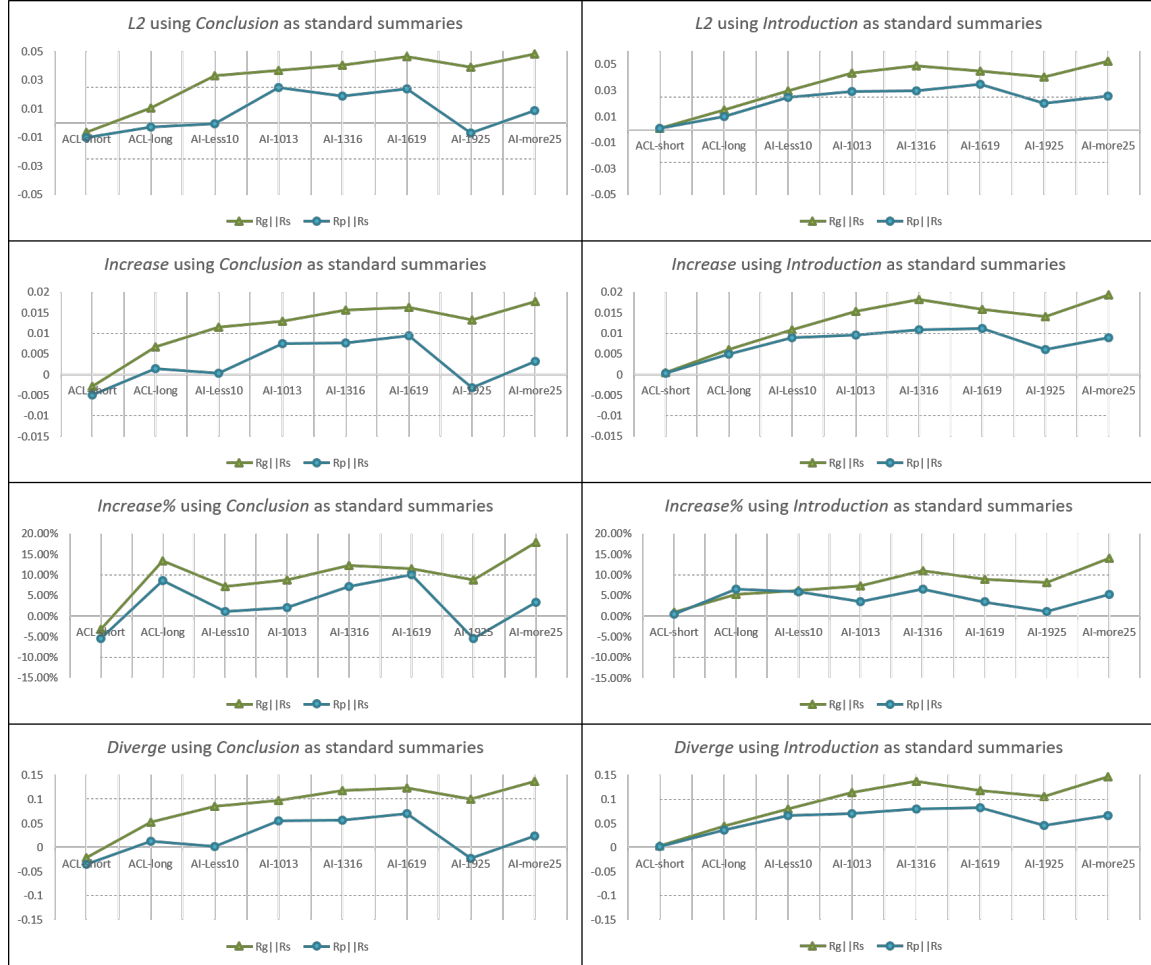 L2 using Conclusion as standard summaries
0.05
0.03
0.01
-0.01
-0.03
-0.05
ACL-short ACL-long AI-Less10 AI-1013 AI-1316 AI-1619 AI-1925 AI-more25
Rg||Rs Rp||Rs
L2 using Introduction as standard summaries
0.05
0.03
0.01
-0.01
-0.03
-0.05
ACL-short ACL-long AI-Less10 AI-1013 AI-1316 AI-1619 AI-1925 AI-more25
Rg||Rs Rp||Rs
Increase using Conclusion as standard summaries
0.02
0.015
0.01
0.005
0
-0.005
-0.01
-0.015
ACL-short ACL-long AI-Less10 AI-1013 AI-1316 AI-1619 AI-1925 AI-more25
Rg||Rs Rp||Rs
Increase using Introduction as standard summaries
0.02
0.015
0.01
0.005
0
-0.005
-0.01
-0.015
ACL-short ACL-long AI-Less10 AI-1013 AI-1316 AI-1619 AI-1925 AI-more25
Rg||Rs Rp||Rs
Increase% using Conclusion as standard summaries
20.00%
15.00%
10.00%
5.00%
0.00%
-5.00%
-10.00%
-15.00%
ACL-short ACL-long AI-Less10 AI-1013 AI-1316 AI-1619 AI-1925 AI-more25
Rg||Rs Rp||Rs
Increase% using Introduction as standard summaries
20.00%
15.00%
10.00%
5.00%
0.00%
-5.00%
-10.00%
-15.00%
ACL-short ACL-long AI-Less10 AI-1013 AI-1316 AI-1619 AI-1925 AI-more25
Rg||Rs Rp||Rs
Diverge using Conclusion as standard summaries
0.15
0.1
0.05
0
-0.05
-0.1
-0.15
ACL-short ACL-long AI-Less10 AI-1013 AI-1316 AI-1619 AI-1925 AI-more25
Rg||Rs Rp||Rs
Diverge using Introduction as standard summaries
0.15
0.1
0.05
0
-0.05
-0.1
-0.15
ACL-short ACL-long AI-Less10 AI-1013 AI-1316 AI-1619 AI-1925 AI-more25
Rg||Rs Rp||Rs